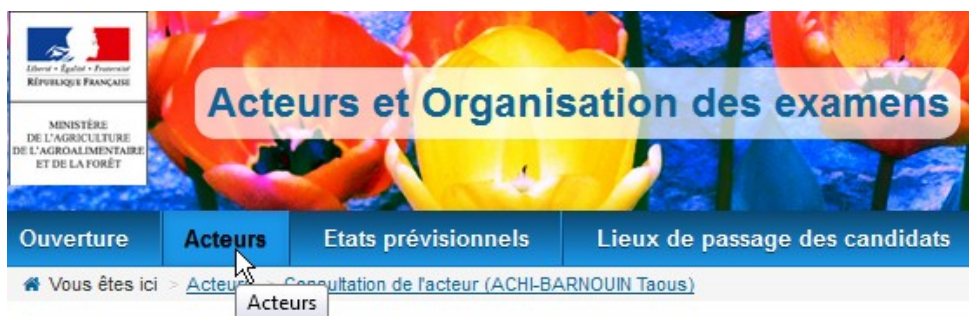 Liberté • Égalité • Fraternité
RÉPUBLIQUE FRANÇAISE
MINISTÈRE
DE L'AGRICULTURE
DE L'AGROALIMENTAIRE
ET DE LA FORÊT
Acteurs et Organisation des examens
Ouverture Acteurs Etats prévisionnels Lieux de passage des candidats
Vous êtes ici > Acteurs > Consultation de l'acteur (ACHI-BARNOUIN Taous)
Acteurs